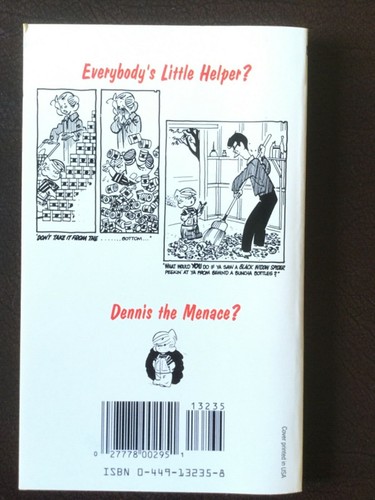 Everybody's Little Helper?
"DON'T TAKE IT FROM THE ........BOTTOM..."
"WHAT WOULD YOU DO IF YA SAW A BLACK WIDOW SPIDER
PEEKIN' AT YA FROM BEHIND A BUNCHA BOTTLES?"
Dennis the Menace?
13235
0 27778 00295 1
ISBN 0-449-13235-8
Cover printed in USA